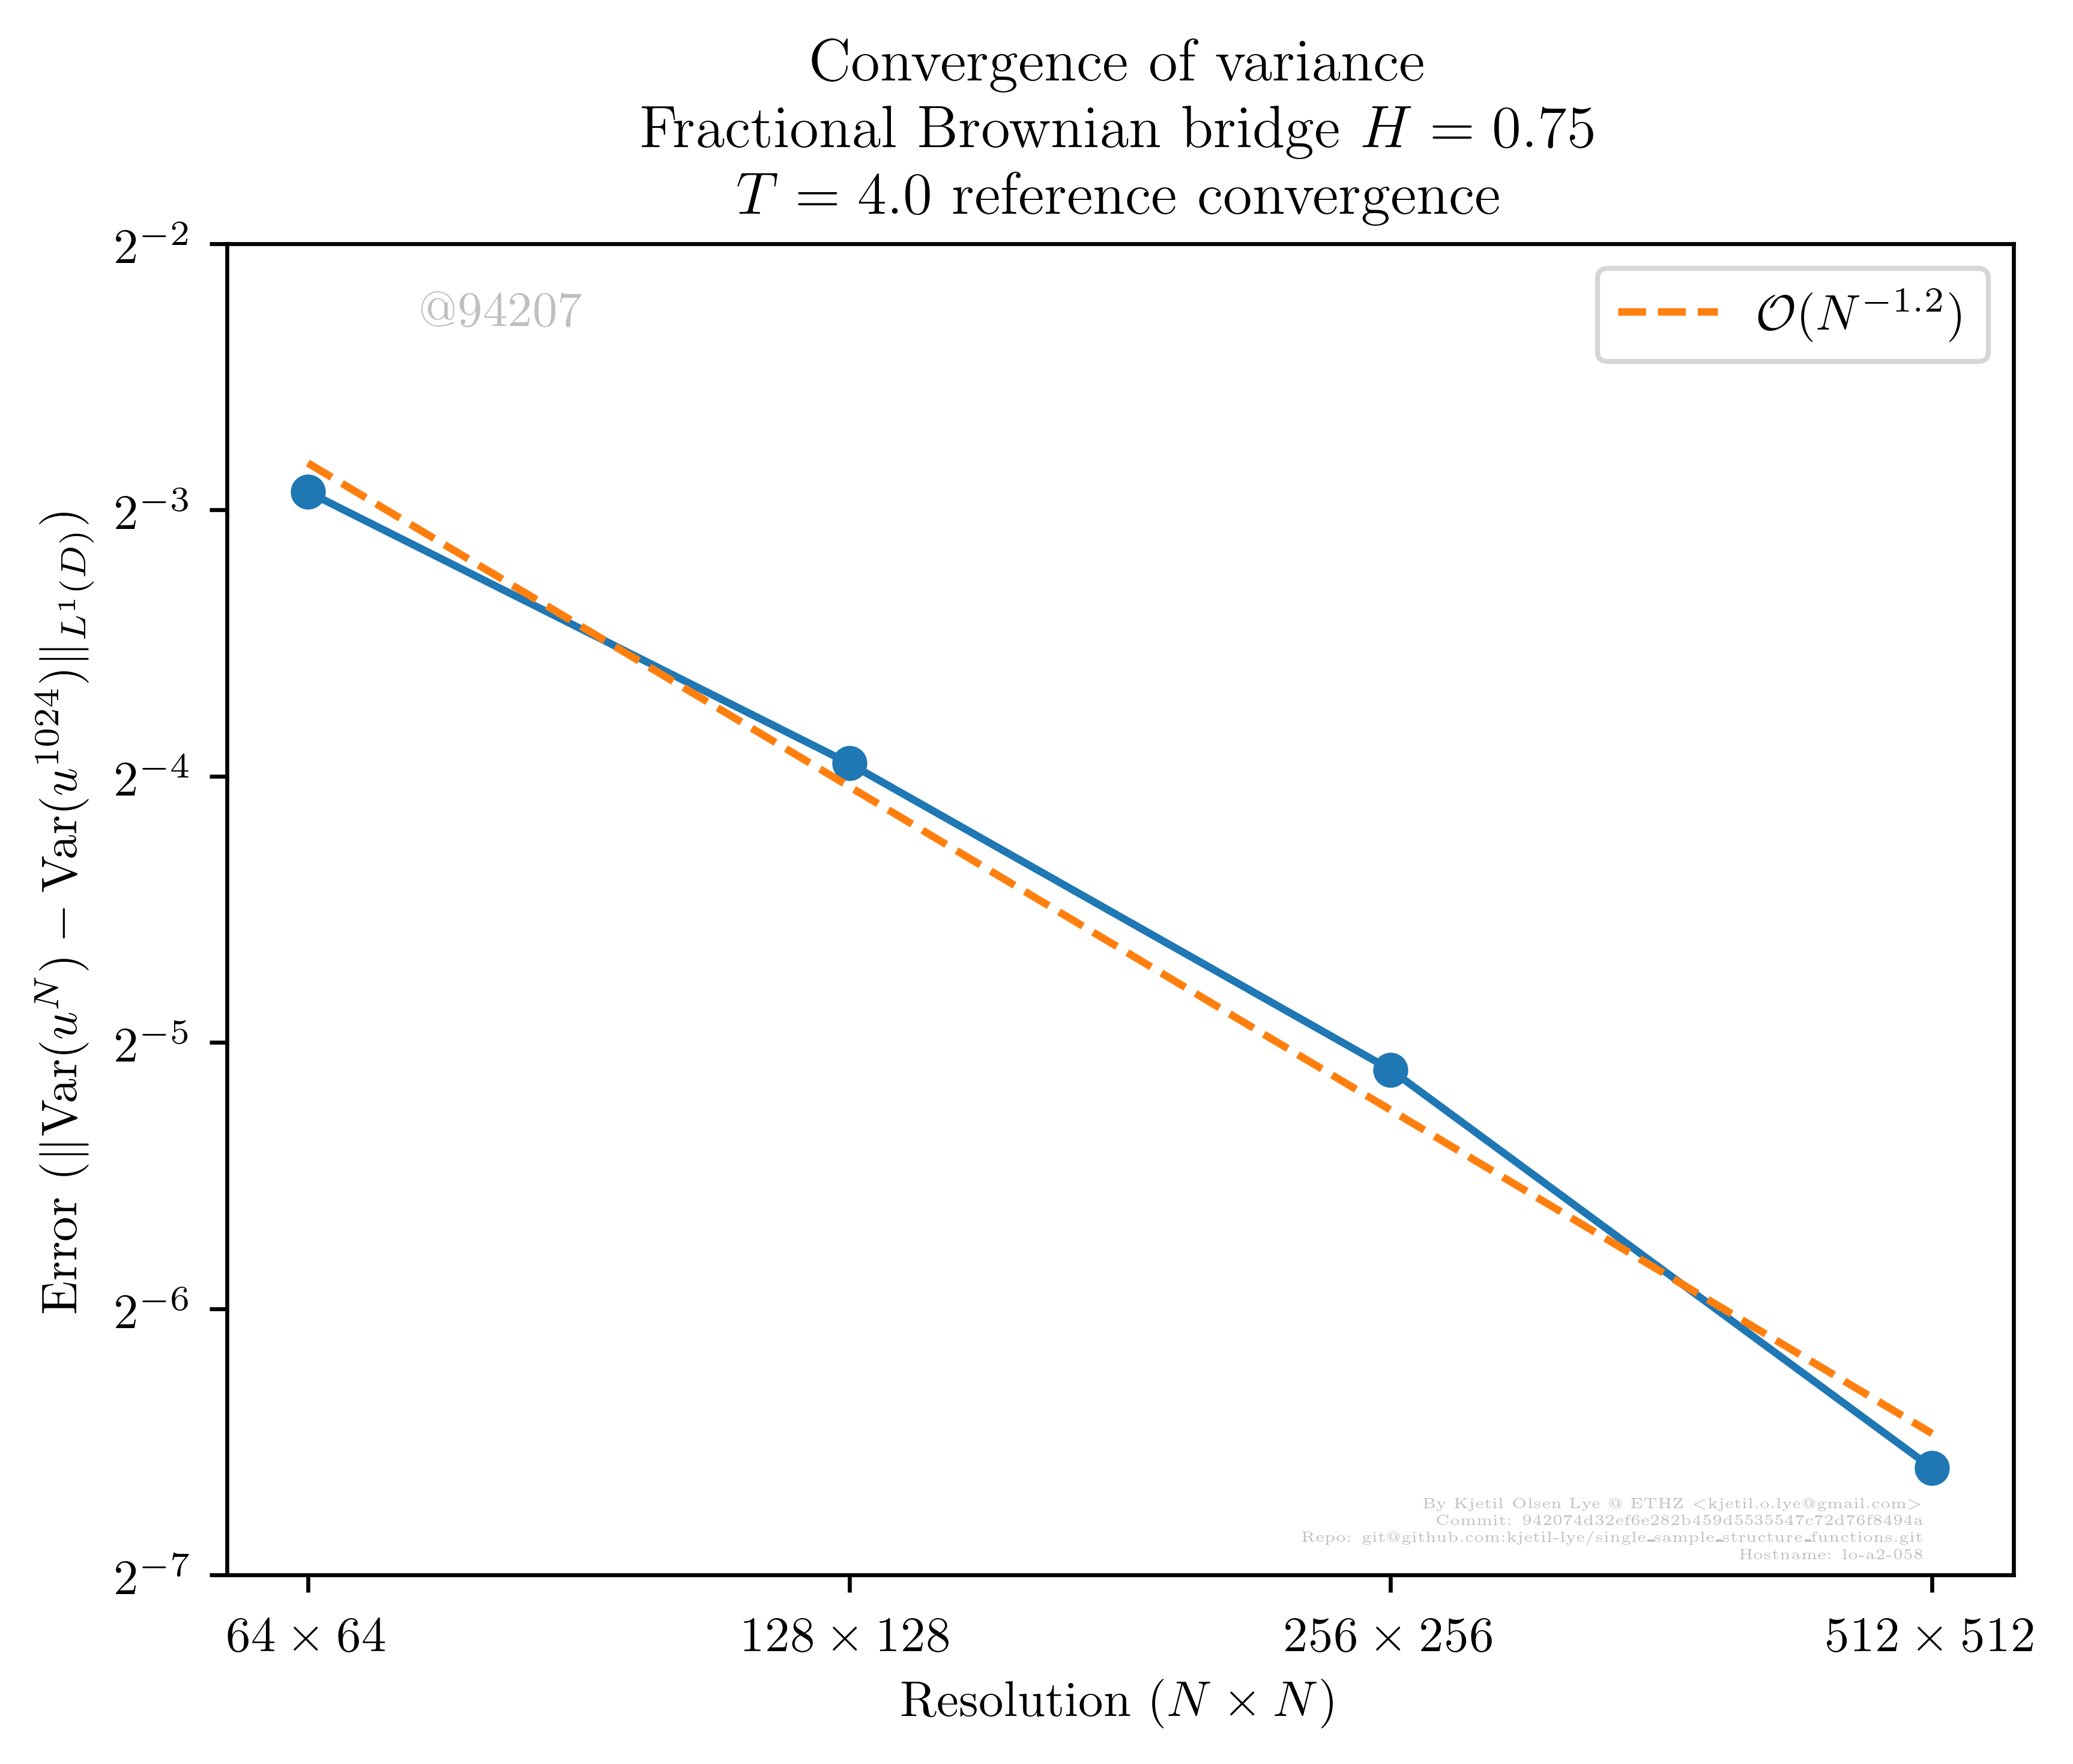 Convergence of variance
Fractional Brownian bridge H = 0.75
T = 4.0 reference convergence
@94207
O(N^{-1.2})
2^{-2}
2^{-3}
2^{-4}
2^{-5}
2^{-6}
2^{-7}
Error (||Var(u^N) − Var(u^{1024})||_{L^1(D)})
By Kjetil Olsen Lye @ ETHZ <kjetil.o.lye@gmail.com>
Commit: 942074d32ef6e282b459d5535547c72d76f8494a
Repo: git@github.com:kjetil-lye/single_sample_structure_functions.git
Hostname: lo-a2-058
64 × 64
128 × 128
256 × 256
512 × 512
Resolution (N × N)